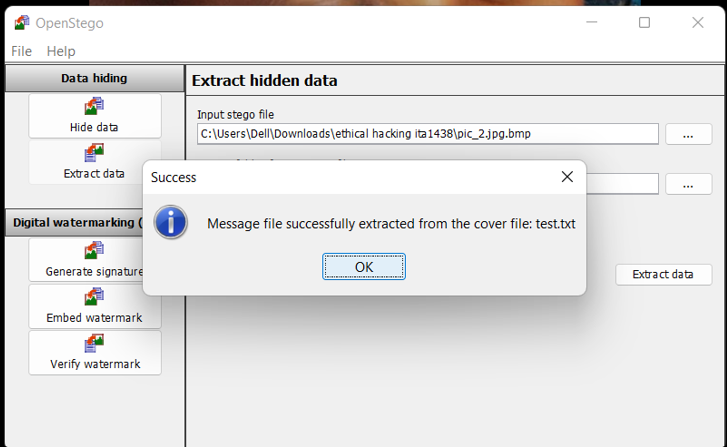 OpenStego
File Help
Data hiding
Hide data
Extract data
Digital watermarking (
Generate signature
Embed watermark
Verify watermark
Extract hidden data
Input stego file
C:\Users\Dell\Downloads\ethical hacking ita1438\pic_2.jpg.bmp
...
...
Extract data
Success
Message file successfully extracted from the cover file: test.txt
OK